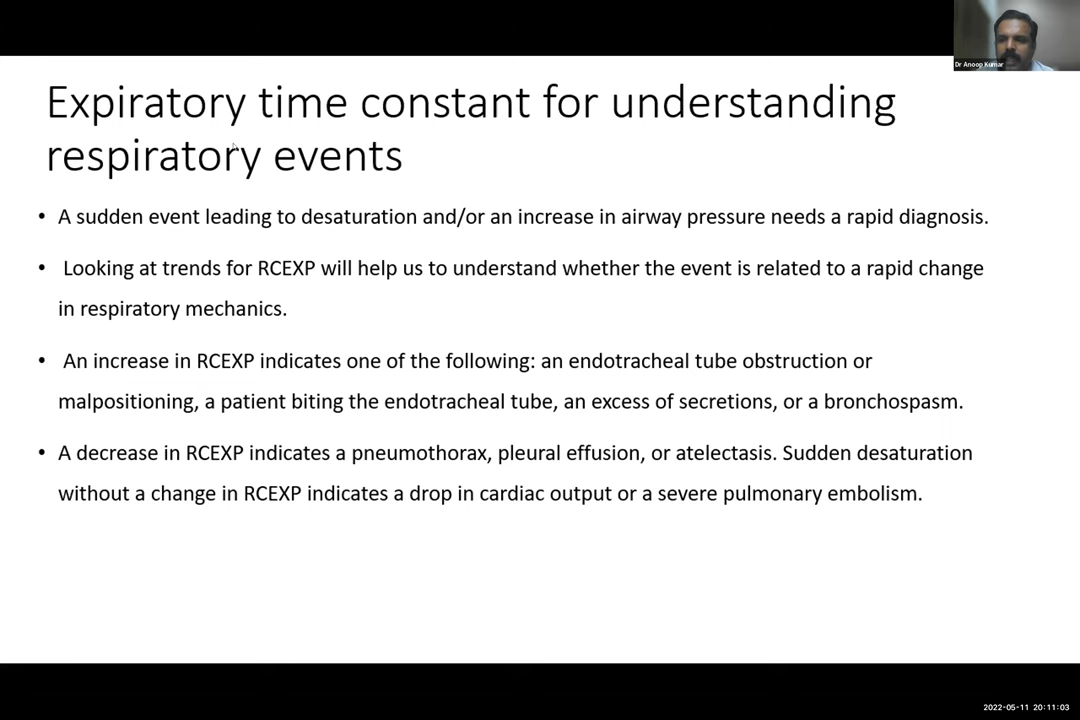 Dr Anoop Kumar
Expiratory time constant for understanding
respiratory events
• A sudden event leading to desaturation and/or an increase in airway pressure needs a rapid diagnosis.
• Looking at trends for RCEXP will help us to understand whether the event is related to a rapid change
in respiratory mechanics.
• An increase in RCEXP indicates one of the following: an endotracheal tube obstruction or
malpositioning, a patient biting the endotracheal tube, an excess of secretions, or a bronchospasm.
• A decrease in RCEXP indicates a pneumothorax, pleural effusion, or atelectasis. Sudden desaturation
without a change in RCEXP indicates a drop in cardiac output or a severe pulmonary embolism.
2022-05-11 20:11:03